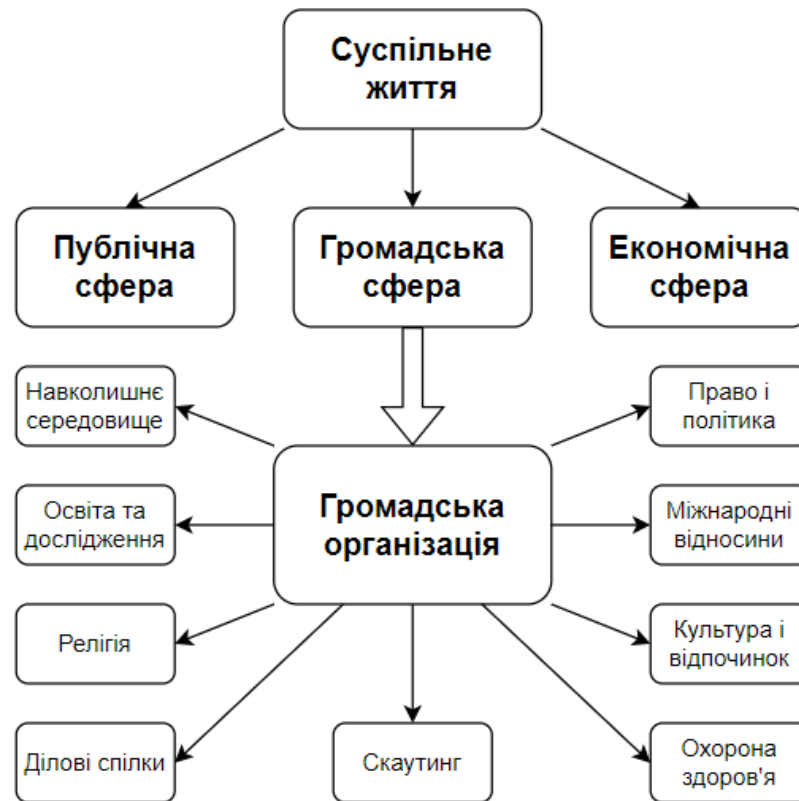 Суспільне
життя
Публічна
сфера
Громадська
сфера
Економічна
сфера
Навколишнє
середовище
Право і
політика
Громадська
організація
Освіта та
дослідження
Міжнародні
відносини
Релігія
Культура і
відпочинок
Ділові спілки
Скаутинг
Охорона
здоров'я